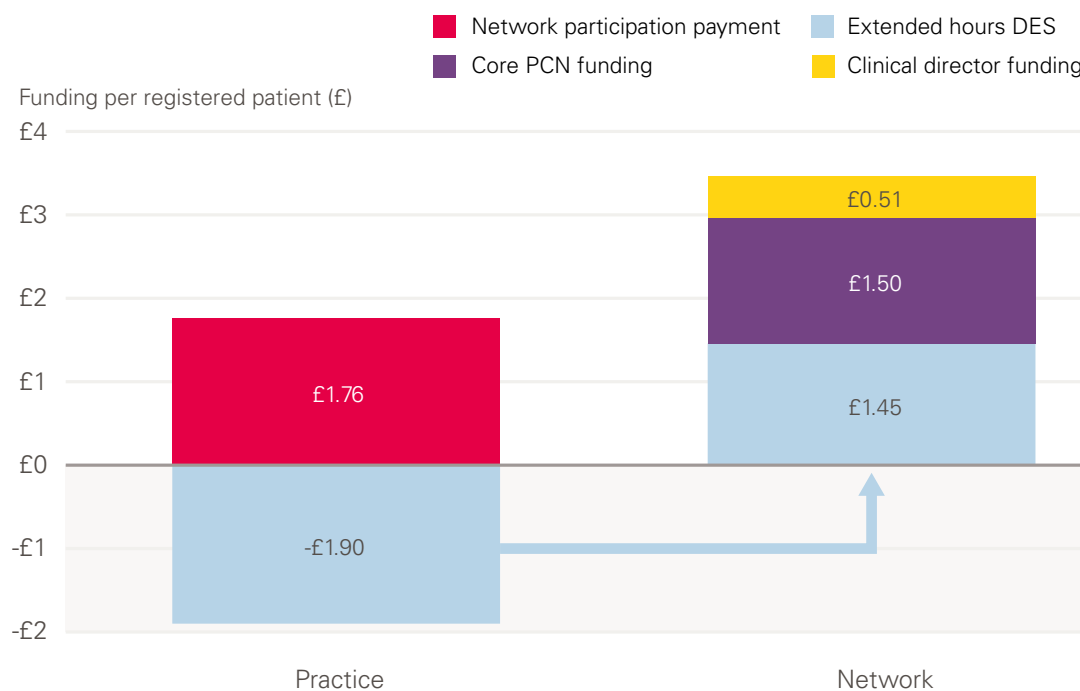 Network participation payment
Extended hours DES
Core PCN funding
Clinical director funding
Funding per registered patient (£)
£4
£3
£2
£1
£0
-£1
-£2
£0.51
£1.50
£1.76
£1.45
-£1.90
Practice
Network